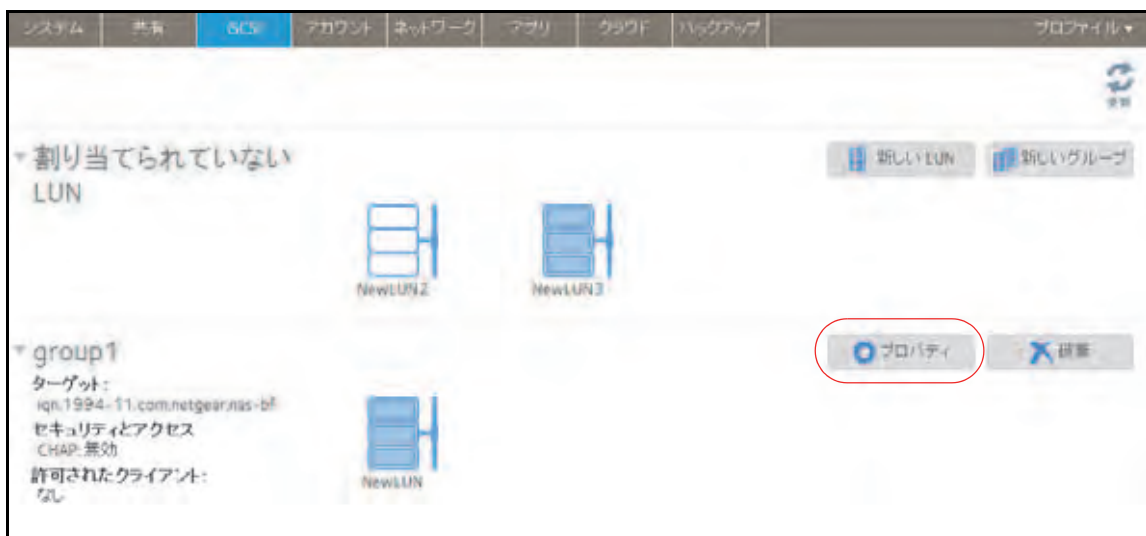 システム 共有 iSCSI アカウント ネットワーク アプリ クラウド バックアップ プロファイル
更新
割り当てられていない
LUN
新しい LUN 新しいグループ
NewLUN2 NewLUN3
group1
プロパティ 破棄
ターゲット:
iqn.1994-11.com.netgear:nas-bf
セキュリティとアクセス
CHAP: 無効
許可されたクライアント:
なし
NewLUN